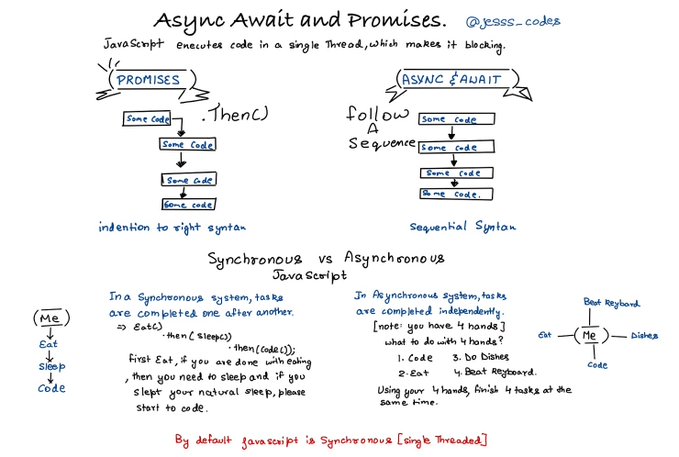 Async Await and Promises. @jesss_codes
JavaScript executes code in a single Thread, which makes it blocking.
PROMISES
Some code
.Then()
Some code
Some code
Some code
indention to right syntax
ASYNC & AWAIT
follow
A
Sequence
Some code
Some code
Some code
Some code.
Sequential Syntax
Synchronous vs Asynchronous
JavaScript
(Me)
Eat
Sleep
Code
In a Synchronous system, tasks
are completed one after another.
⇒ Eat()
.then(Sleep())
.then(Code());
first Eat, if you are done with eating
, then you need to sleep and if you
slept your natural sleep, please
start to code.
In Asynchronous system, tasks
are completed independently.
[note: you have 4 hands]
what to do with 4 hands?
1. Code 3. Do Dishes
2. Eat 4. Beat Keyboard.
Using your 4 hands, finish 4 tasks at the
same time.
Beat Keyboard
Eat (Me) Dishes
Code
By default javascript is Synchronous [single Threaded]